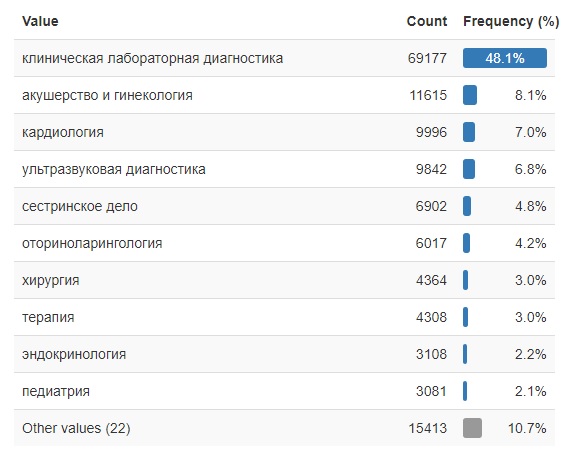 Value Count Frequency (%)
клиническая лабораторная диагностика 69177 48.1%
акушерство и гинекология 11615 8.1%
кардиология 9996 7.0%
ультразвуковая диагностика 9842 6.8%
сестринское дело 6902 4.8%
оториноларингология 6017 4.2%
хирургия 4364 3.0%
терапия 4308 3.0%
эндокринология 3108 2.2%
педиатрия 3081 2.1%
Other values (22) 15413 10.7%